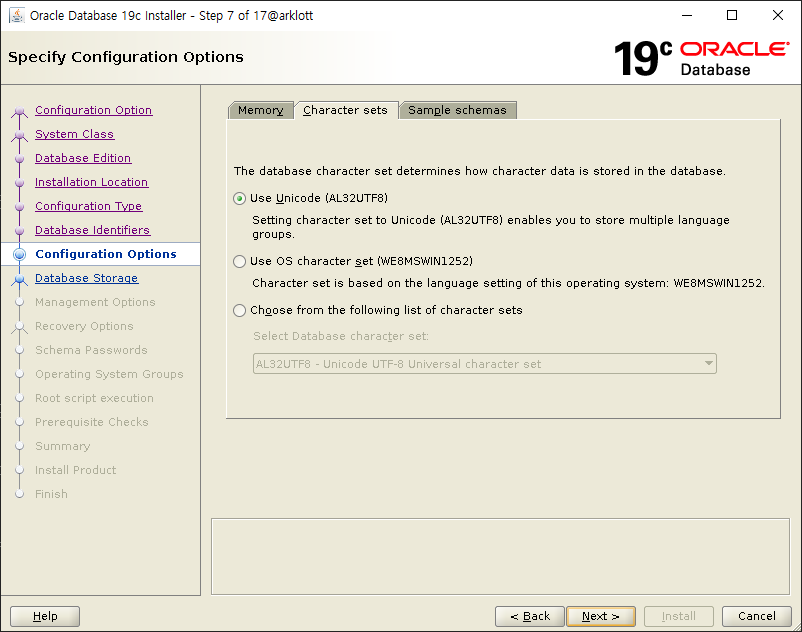 Oracle Database 19c Installer - Step 7 of 17@arklott
Specify Configuration Options
19c ORACLE
Database
Configuration Option
System Class
Database Edition
Installation Location
Configuration Type
Database Identifiers
Configuration Options
Database Storage
Management Options
Recovery Options
Schema Passwords
Operating System Groups
Root script execution
Prerequisite Checks
Summary
Install Product
Finish
Memory Character sets Sample schemas
The database character set determines how character data is stored in the database.
Use Unicode (AL32UTF8)
Setting character set to Unicode (AL32UTF8) enables you to store multiple language
groups.
Use OS character set (WE8MSWIN1252)
Character set is based on the language setting of this operating system: WE8MSWIN1252.
Choose from the following list of character sets
Select Database character set:
AL32UTF8 - Unicode UTF-8 Universal character set
Help < Back Next > Install Cancel